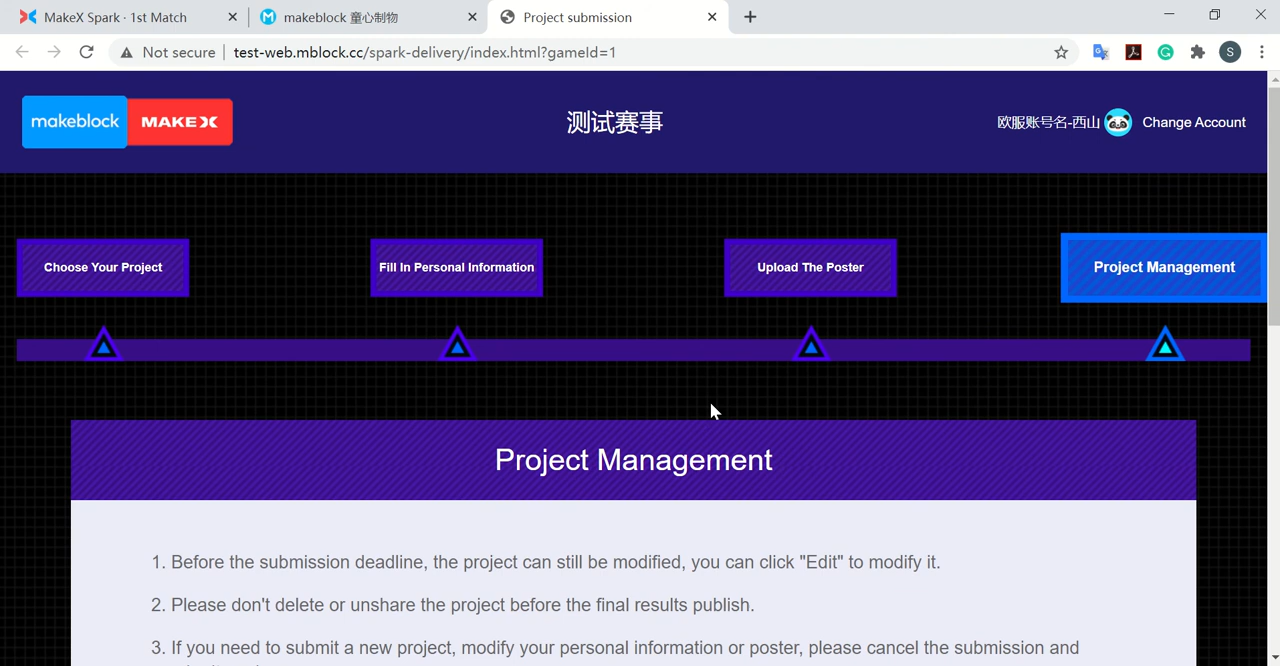 MakeX Spark · 1st Match
makeblock 童心制物
Project submission
Not secure
test-web.mblock.cc/spark-delivery/index.html?gameId=1
S
makeblock
MAKEX
测试赛事
欧服账号名-西山
Change Account
Choose Your Project
Fill In Personal Information
Upload The Poster
Project Management
Project Management
1. Before the submission deadline, the project can still be modified, you can click "Edit" to modify it.
2. Please don't delete or unshare the project before the final results publish.
3. If you need to submit a new project, modify your personal information or poster, please cancel the submission and